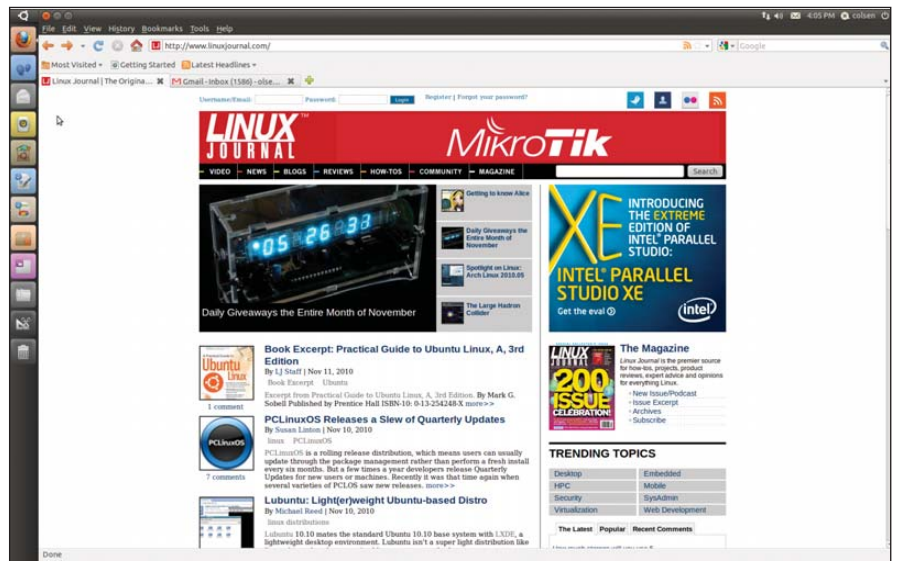 4:05 PM colsen
File Edit View History Bookmarks Tools Help
http://www.linuxjournal.com/
Google
Most Visited Getting Started Latest Headlines
Linux Journal | The Origina... Gmail - Inbox (1586) - olse...
Username/Email: Password: Login Register | Forgot your password?
LINUX JOURNAL™
MikroTik
VIDEO NEWS BLOGS REVIEWS HOW-TOS COMMUNITY MAGAZINE Search
05 26 31
Daily Giveaways the Entire Month of November
Getting to know Alice
Daily Giveaways the
Entire Month of
November
Spotlight on Linux:
Arch Linux 2010.05
The Large Hadron
Collider
XE
INTRODUCING
THE EXTREME
EDITION OF
INTEL® PARALLEL
STUDIO:
INTEL® PARALLEL
STUDIO XE
Get the eval
intel
Ubuntu
Linux
1 comment
Book Excerpt: Practical Guide to Ubuntu Linux, A, 3rd
Edition
By LJ Staff | Nov 11, 2010
Book Excerpt Ubuntu
Excerpt from Practical Guide to Ubuntu Linux, A, 3rd Edition. By Mark G.
Sobell Published by Prentice Hall ISBN-10: 0-13-254248-X more>>
PCLinuxOS
7 comments
PCLinuxOS Releases a Slew of Quarterly Updates
By Susan Linton | Nov 10, 2010
linux PCLinuxOS
PCLinuxOS is a rolling release distribution, which means users can usually
update through the package management rather than perform a fresh install
every six months. But a few times a year developers release Quarterly
Updates for new users or machines. Recently it was that time again when
several varieties of PCLOS saw new releases. more>>
Lubuntu: Light(er)weight Ubuntu-based Distro
By Michael Reed | Nov 10, 2010
linux distributions
Lubuntu 10.10 mates the standard Ubuntu 10.10 base system with LXDE, a
lightweight desktop environment. Lubuntu isn't a super light distribution like
LINUX
JOURNAL
200
ISSUE
CELEBRATION!
The Magazine
Linux Journal is the premier source
for how-tos, projects, product
reviews, expert advice and opinions
for everything Linux.
New Issue/Podcast
Issue Excerpt
Archives
Subscribe
TRENDING TOPICS
Desktop Embedded
HPC Mobile
Security SysAdmin
Virtualization Web Development
The Latest Popular Recent Comments
Done